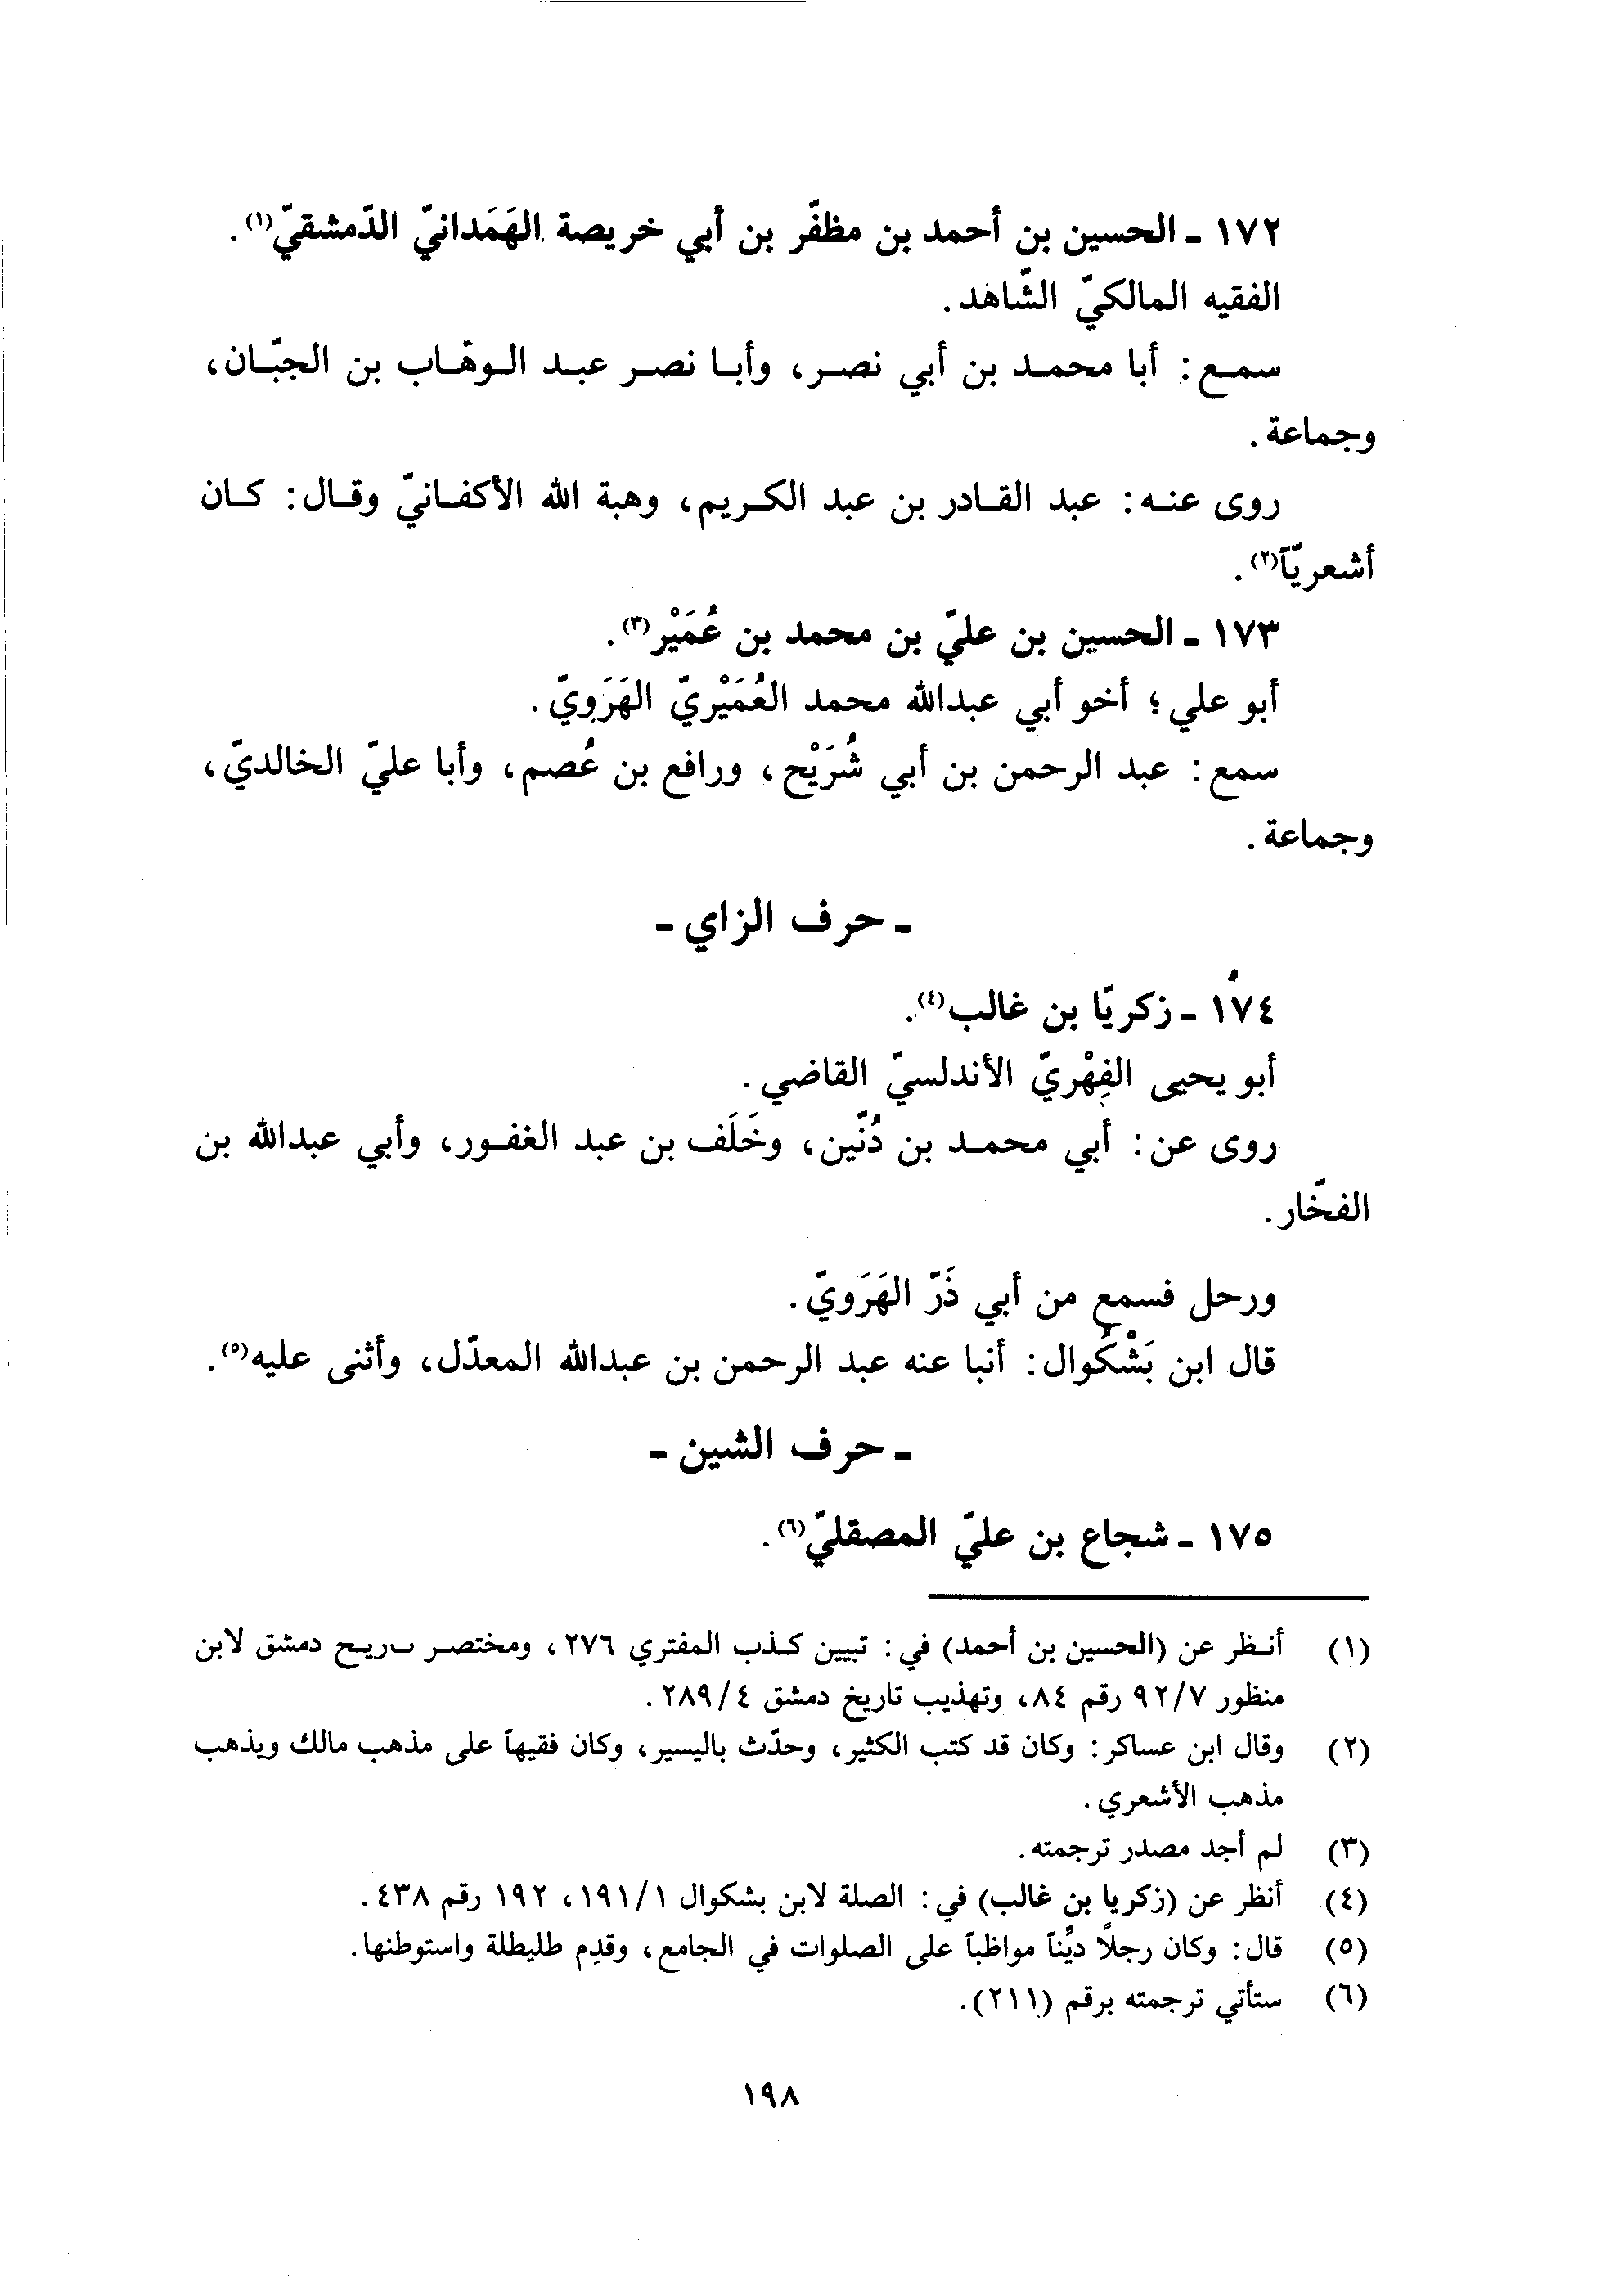 ١٧٢ ـ الحسين بن أحمد بن مظفّر بن أبي خريصة الهَمَدانيّ الدّمشقيّ(١).
الفقيه المالكيّ الشّاهد.
سمع: أبا محمد بن أبي نصر، وأبا نصر عبد الوهّاب بن الجبّان،
وجماعة.
روى عنه: عبد القادر بن عبد الكريم، وهبة الله الأكفانيّ وقال: كان
أشعريّاً(٢).
١٧٣ ـ الحسين بن عليّ بن محمد بن عُمَيْر(٣).
أبو علي؛ أخو أبي عبدالله محمد العُمَيْريّ الهَرَويّ.
سمع: عبد الرحمن بن أبي شُرَيْح، ورافع بن عُصم، وأبا عليّ الخالديّ،
وجماعة.
ـ حرف الزاي ـ
١٧٤ ـ زكريّا بن غالب(٤).
أبو يحيى الفِهْريّ الأندلسيّ القاضي.
روى عن: أبي محمد بن دُنّين، وخَلَف بن عبد الغفور، وأبي عبدالله بن
الفخّار.
ورحل فسمع من أبي ذَرّ الهَرَويّ.
قال ابن بَشْكُوال: أنبا عنه عبد الرحمن بن عبدالله المعدّل، وأثنى عليه(٥).
ـ حرف الشين ـ
١٧٥ ـ شجاع بن عليّ المصقليّ(٦).
(١) أنظر عن (الحسين بن أحمد) في: تبيين كذب المفتري ٢٧٦، ومختصر دمشق لابن
منظور ٩٢/٧ رقم ٨٤، وتهذيب تاريخ دمشق ٢٨٩/٤.
(٢) وقال ابن عساكر: وكان قد كتب الكثير، وحدّث باليسير، وكان فقيهاً على مذهب مالك ويذهب
مذهب الأشعري.
(٣) لم أجد مصدر ترجمته.
(٤) أنظر عن (زكريا بن غالب) في: الصلة لابن بشكوال ١٩١/١، ١٩٢ رقم ٤٣٨.
(٥) قال: وكان رجلاً ديِّناً مواظباً على الصلوات في الجامع، وقدِم طليطلة واستوطنها.
(٦) ستأتي ترجمته برقم (٢١١).
١٩٨